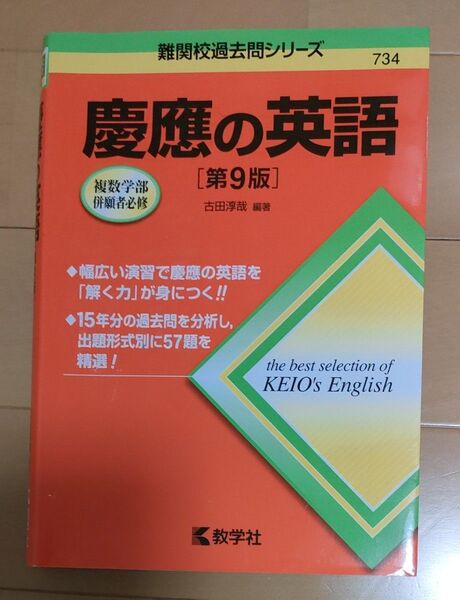 難関校過去問シリーズ
734
慶應の英語
[第9版]
複数学部
併願者必修
古田淳哉 編著
◆幅広い演習で慶應の英語を
「解く力」が身につく!!
◆15年分の過去問を分析し,
出題形式別に57題を
精選!
the best selection of
KEIO's English
教学社